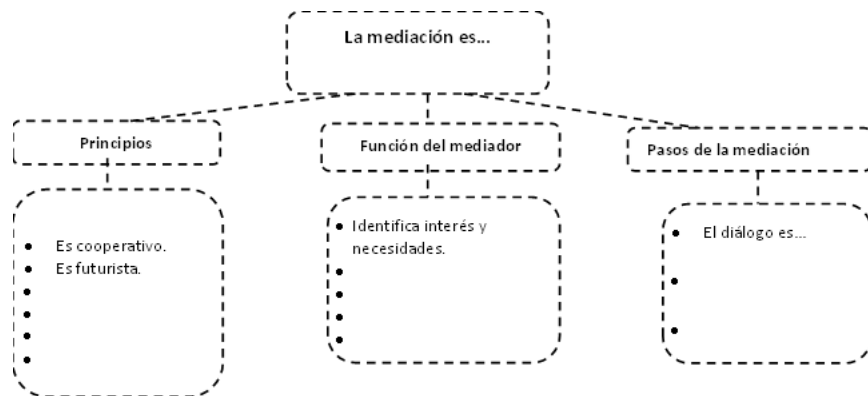 La mediación es...
Principios
Función del mediador
Pasos de la mediación
• Es cooperativo.
• Es futurista.
•
•
•
•
• Identifica interés y
necesidades.
•
•
•
•
• El diálogo es...
•
•